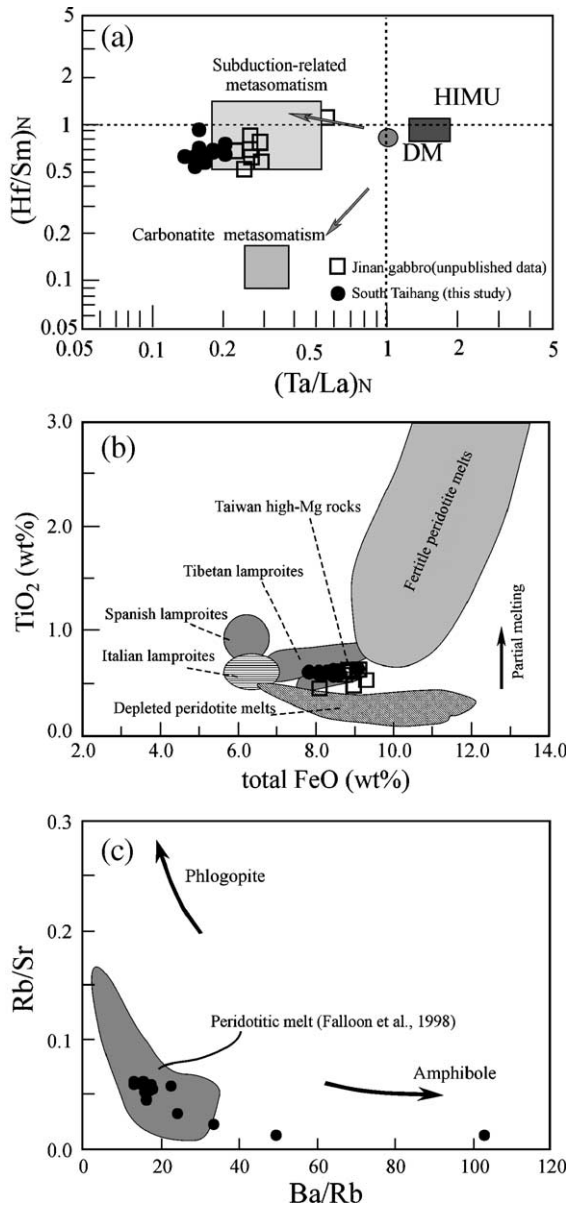 (a)
5
1
0.5
0.2
0.1
0.05
(Hf/Sm)N
Subduction-related
metasomatism
HIMU
DM
Carbonatite metasomatism
Jinan gabbro(unpublished data)
South Taihang (this study)
0.05
0.1
0.2
0.5
1
2
5
(Ta/La)N
(b)
3.0
2.0
1.0
0.0
TiO2 (wt%)
Taiwan high-Mg rocks
Tibetan lamproites
Spanish lamproites
Italian lamproites
Depleted peridotite melts
Fertitle peridotite melts
Partial melting
2.0
4.0
6.0
8.0
10.0
12.0
14.0
total FeO (wt%)
(c)
0.3
0.2
0.1
0.0
Rb/Sr
Phlogopite
Peridotitic melt (Falloon et al., 1998)
Amphibole
0
20
40
60
80
100
120
Ba/Rb